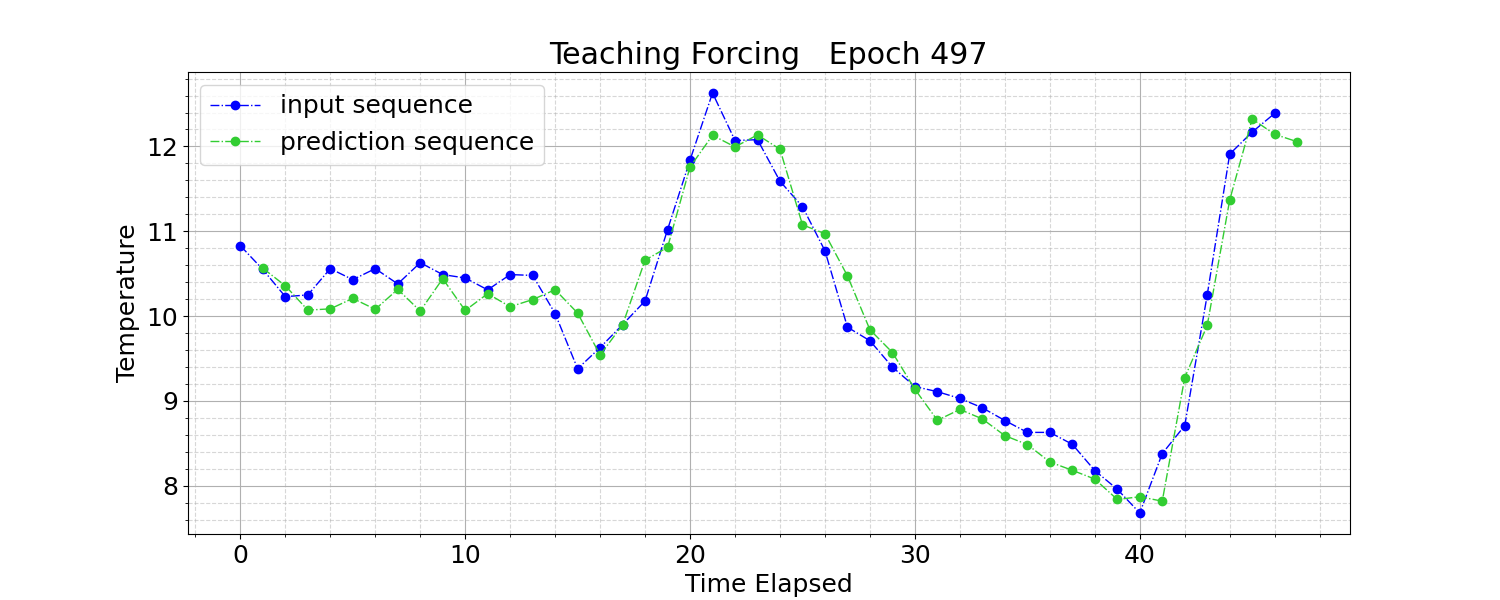 Teaching Forcing   Epoch 497
input sequence
prediction sequence
Temperature
12
11
10
9
8
0 10 20 30 40
Time Elapsed